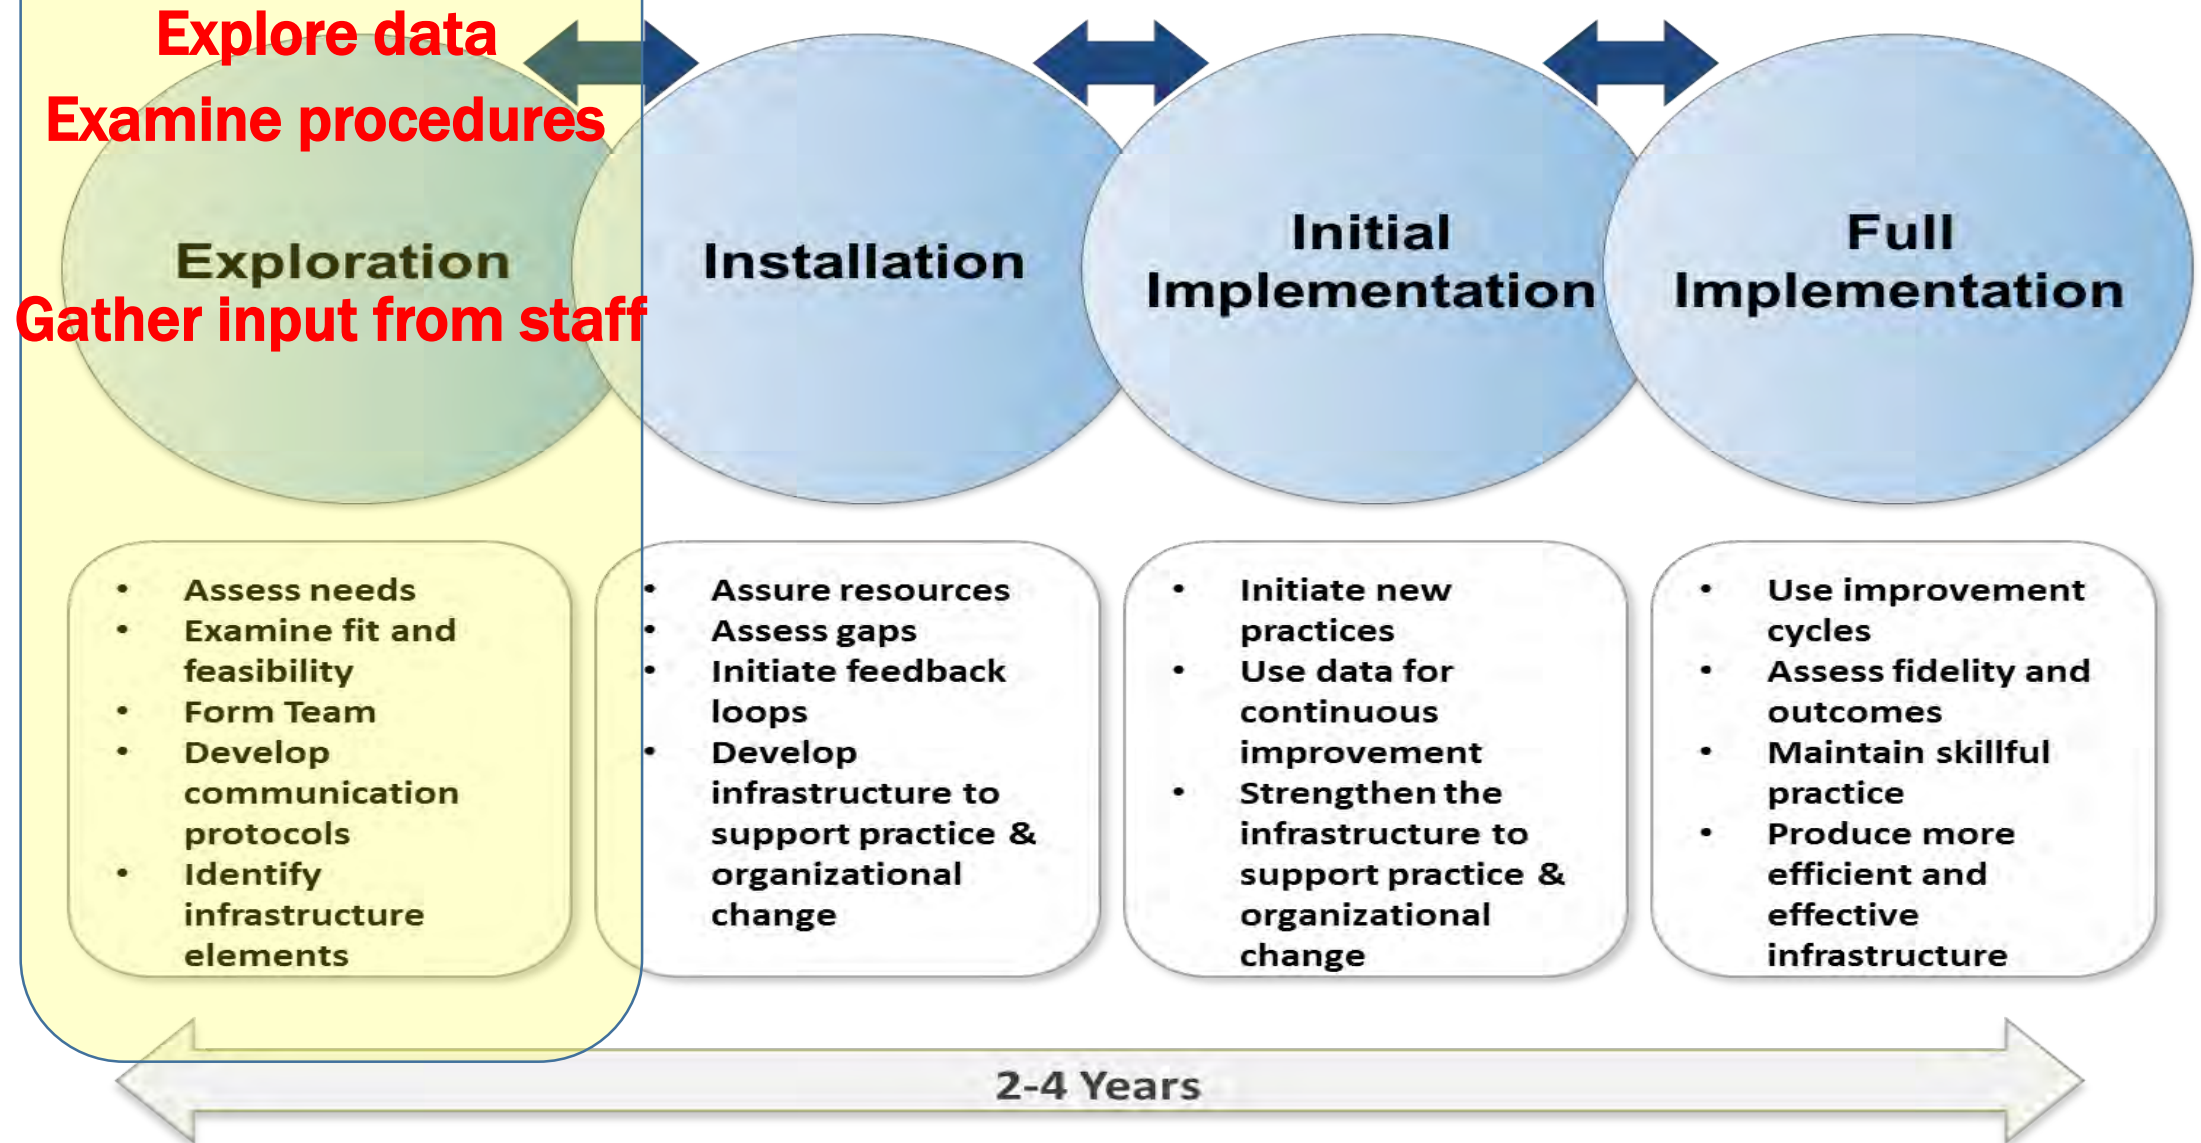 Explore data
Examine procedures
Exploration
Gather input from staff
Installation
Initial
Implementation
Full
Implementation
• Assess needs
• Examine fit and
feasibility
• Form Team
• Develop
communication
protocols
• Identify
infrastructure
elements
• Assure resources
• Assess gaps
• Initiate feedback
loops
• Develop
infrastructure to
support practice &
organizational
change
• Initiate new
practices
• Use data for
continuous
improvement
• Strengthen the
infrastructure to
support practice &
organizational
change
• Use improvement
cycles
• Assess fidelity and
outcomes
• Maintain skillful
practice
• Produce more
efficient and
effective
infrastructure
2-4 Years